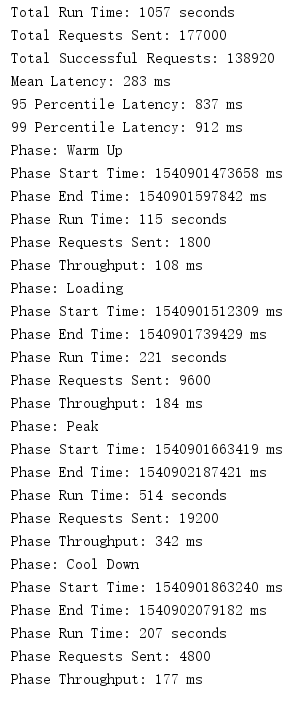 Total Run Time: 1057 seconds
Total Requests Sent: 177000
Total Successful Requests: 138920
Mean Latency: 283 ms
95 Percentile Latency: 837 ms
99 Percentile Latency: 912 ms
Phase: Warm Up
Phase Start Time: 1540901473658 ms
Phase End Time: 1540901597842 ms
Phase Run Time: 115 seconds
Phase Requests Sent: 1800
Phase Throughput: 108 ms
Phase: Loading
Phase Start Time: 1540901512309 ms
Phase End Time: 1540901739429 ms
Phase Run Time: 221 seconds
Phase Requests Sent: 9600
Phase Throughput: 184 ms
Phase: Peak
Phase Start Time: 1540901663419 ms
Phase End Time: 1540902187421 ms
Phase Run Time: 514 seconds
Phase Requests Sent: 19200
Phase Throughput: 342 ms
Phase: Cool Down
Phase Start Time: 1540901863240 ms
Phase End Time: 1540902079182 ms
Phase Run Time: 207 seconds
Phase Requests Sent: 4800
Phase Throughput: 177 ms